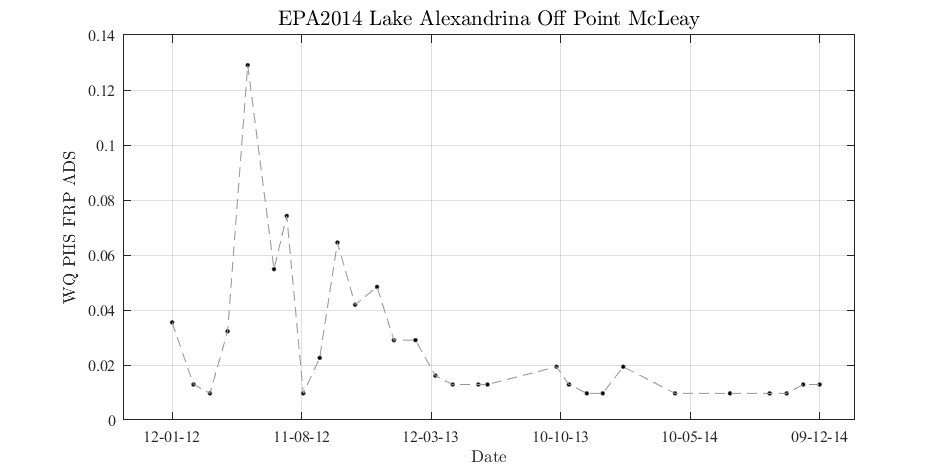 EPA2014 Lake Alexandrina Off Point McLeay
0.14
0.12
0.1
0.08
0.06
0.04
0.02
0
WQ PHS FRP ADS
12-01-12 11-08-12 12-03-13 10-10-13 10-05-14 09-12-14
Date